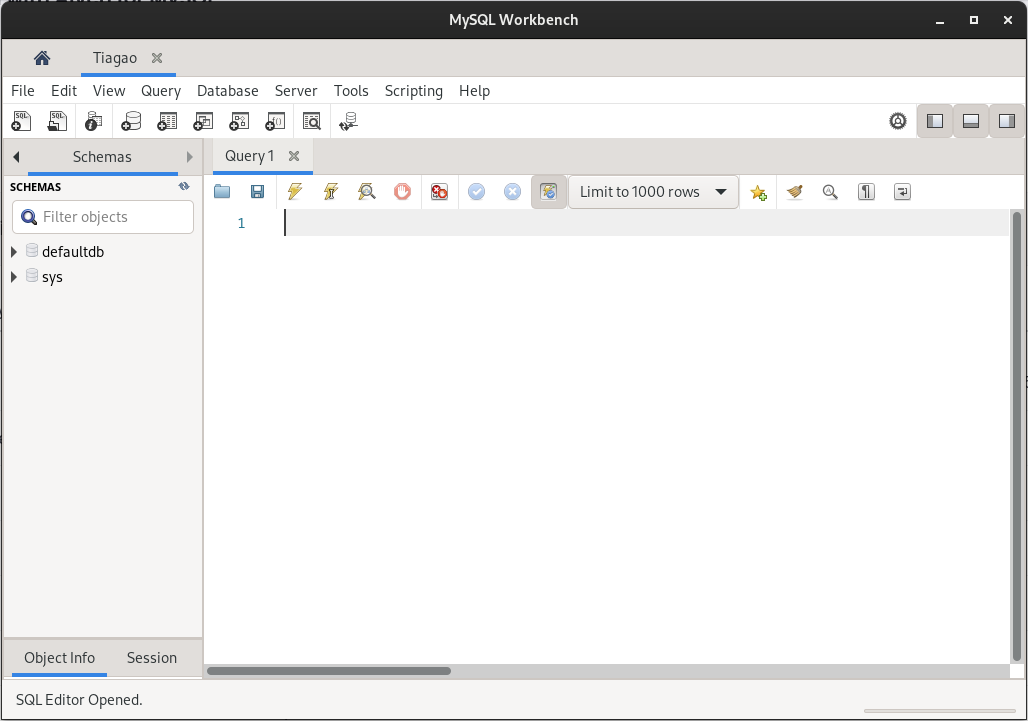 MySQL Workbench
Tiagao
File Edit View Query Database Server Tools Scripting Help
Schemas
Query 1
SCHEMAS
Limit to 1000 rows
Filter objects
1
defaultdb
sys
Object Info Session
SQL Editor Opened.